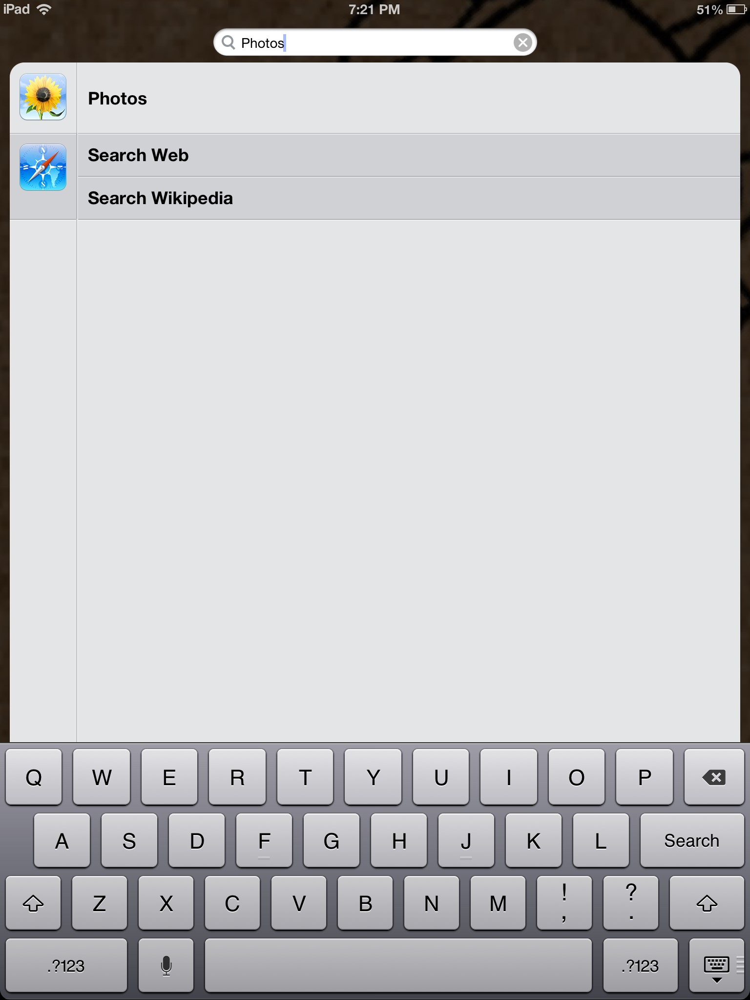 iPad 7:21 PM 51%
Photos
Photos
Search Web
Search Wikipedia
Q W E R T Y U I O P
A S D F G H J K L Search
Z X C V B N M ! , ? .
.?123 .?123